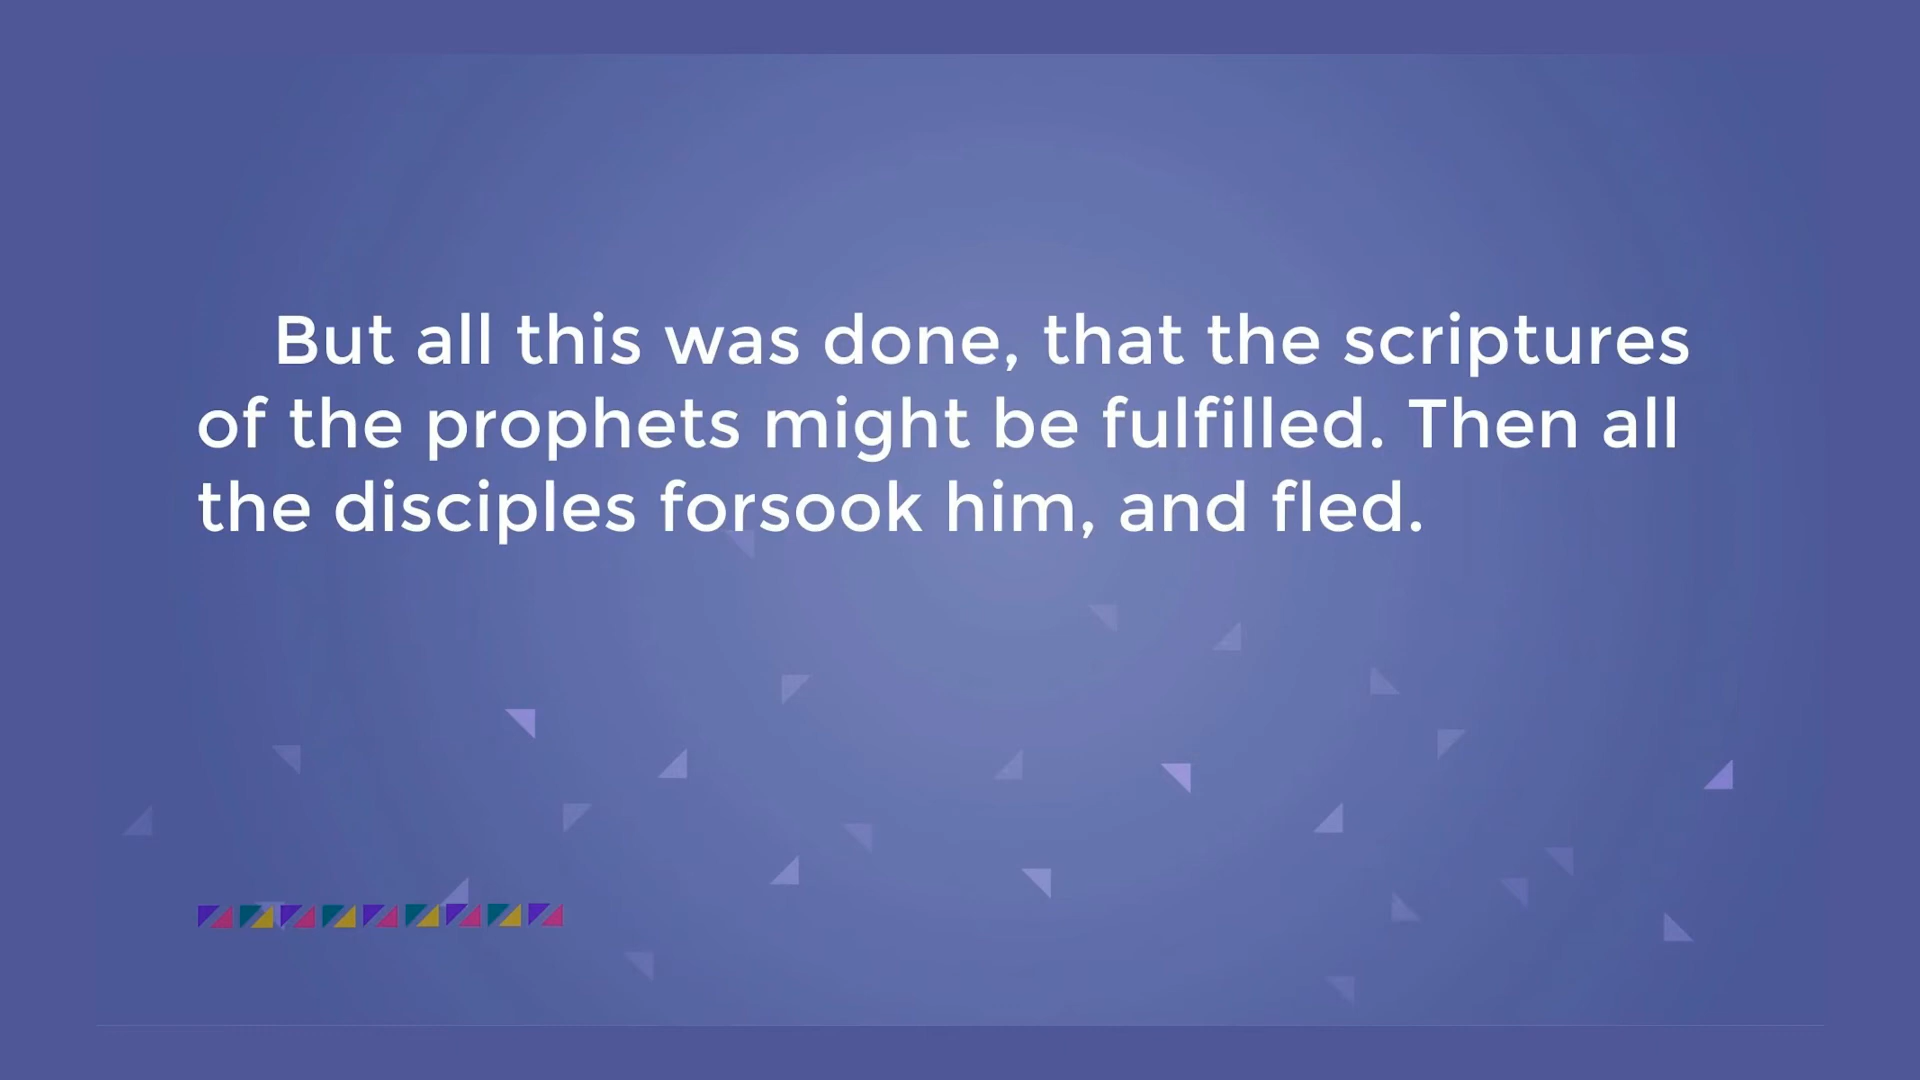 But all this was done, that the scriptures
of the prophets might be fulfilled. Then all
the disciples forsook him, and fled.